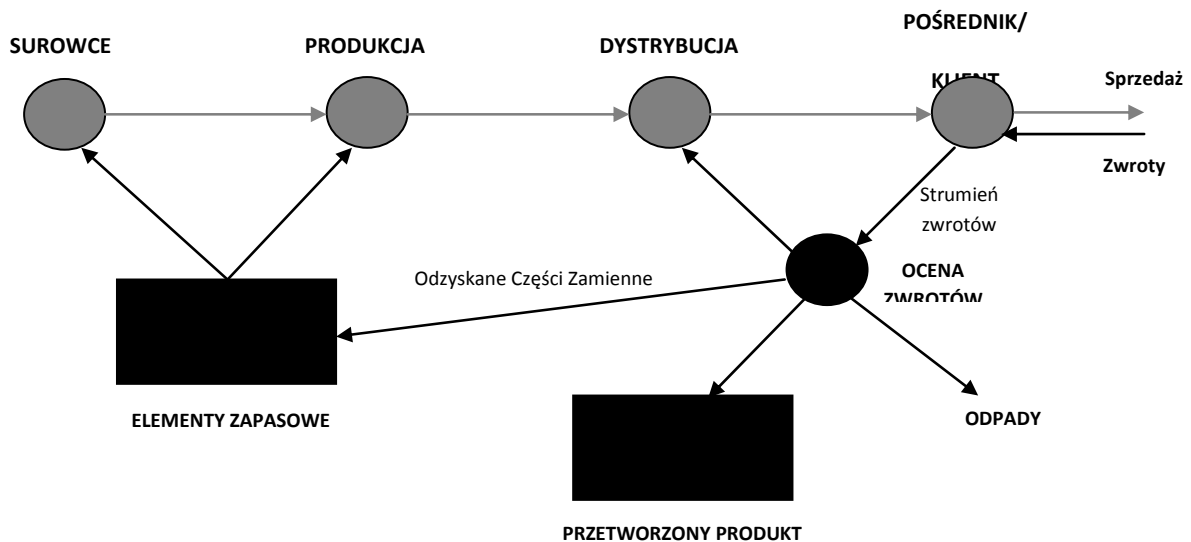 POŚREDNIK/
SUROWCE
PRODUKCJA
DYSTRYBUCJA
KLIENT
Sprzedaż
Zwroty
Strumień
zwrotów
Odzyskane Części Zamienne
OCENA
ZWROTÓW
ELEMENTY ZAPASOWE
ODPADY
PRZETWORZONY PRODUKT